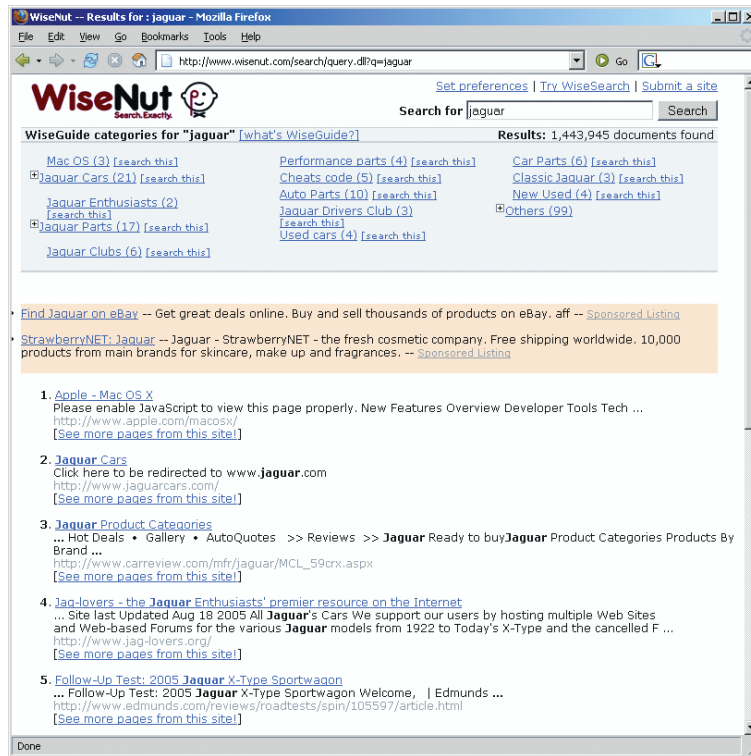 WiseNut -- Results for : jaguar - Mozilla Firefox
File Edit View Go Bookmarks Tools Help
http://www.wisenut.com/search/query.dll?q=jaguar Go G
Set preferences | Try WiseSearch | Submit a site
WiseNut
Search.Exactly.
Search for jaguar Search
WiseGuide categories for "jaguar" [what's WiseGuide?] Results: 1,443,945 documents found
Mac OS (3) [search this] Performance parts (4) [search this] Car Parts (6) [search this]
Jaguar Cars (21) [search this] Cheats code (5) [search this] Classic Jaguar (3) [search this]
Auto Parts (10) [search this] New Used (4) [search this]
Jaguar Enthusiasts (2) Jaguar Drivers Club (3) Others (99)
[search this] [search this]
Jaguar Parts (17) [search this] Used cars (4) [search this]
Jaguar Clubs (6) [search this]
Find Jaguar on eBay -- Get great deals online. Buy and sell thousands of products on eBay. aff -- Sponsored Listing
StrawberryNET: Jaguar -- Jaguar - StrawberryNET - the fresh cosmetic company. Free shipping worldwide. 10,000
products from main brands for skincare, make up and fragrances. -- Sponsored Listing
1. Apple - Mac OS X
Please enable JavaScript to view this page properly. New Features Overview Developer Tools Tech ...
http://www.apple.com/macosx/
[See more pages from this site!]
2. Jaguar Cars
Click here to be redirected to www.jaguar.com
http://www.jaguarcars.com/
[See more pages from this site!]
3. Jaguar Product Categories
... Hot Deals • Gallery • AutoQuotes >> Reviews >> Jaguar Ready to buyJaguar Product Categories Products By
Brand ...
http://www.carreview.com/mfr/jaguar/MCL_59crx.aspx
[See more pages from this site!]
4. Jag-lovers - the Jaguar Enthusiasts' premier resource on the Internet
... Site last Updated Aug 18 2005 All Jaguar's Cars We support our users by hosting multiple Web Sites
and Web-based Forums for the various Jaguar models from 1922 to Today's X-Type and the cancelled F ...
http://www.jag-lovers.org/
[See more pages from this site!]
5. Follow-Up Test: 2005 Jaguar X-Type Sportwagon
... Follow-Up Test: 2005 Jaguar X-Type Sportwagon Welcome, | Edmunds ...
http://www.edmunds.com/reviews/roadtests/spin/105597/article.html
[See more pages from this site!]
Done